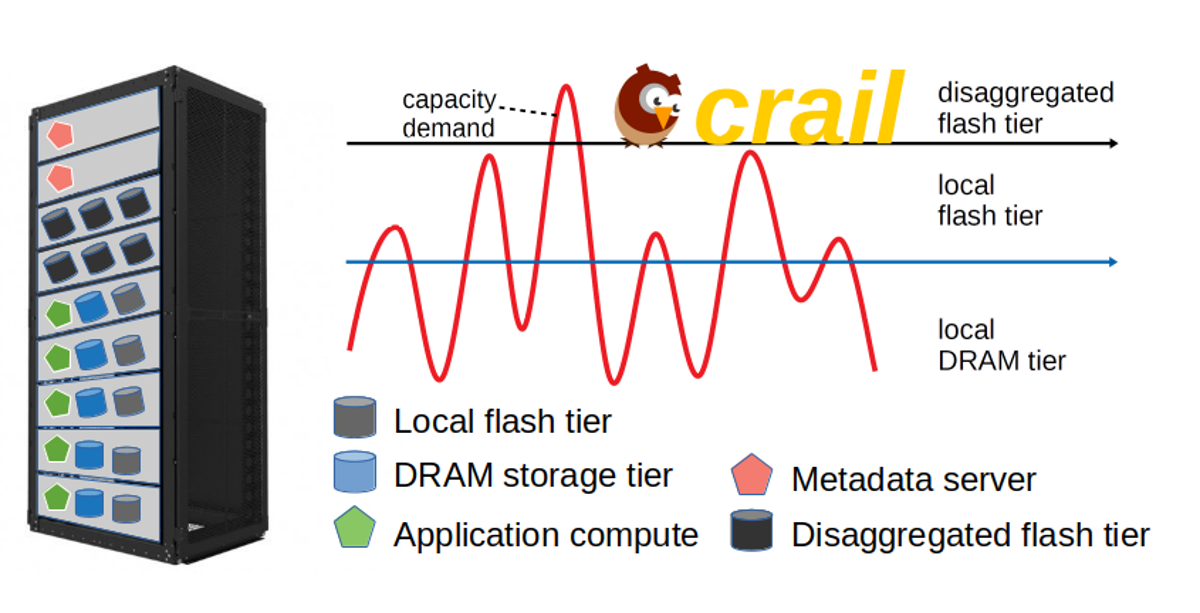 capacity
demand
crail
disaggregated
flash tier
local
flash tier
local
DRAM tier
Local flash tier
DRAM storage tier
Application compute
Metadata server
Disaggregated flash tier